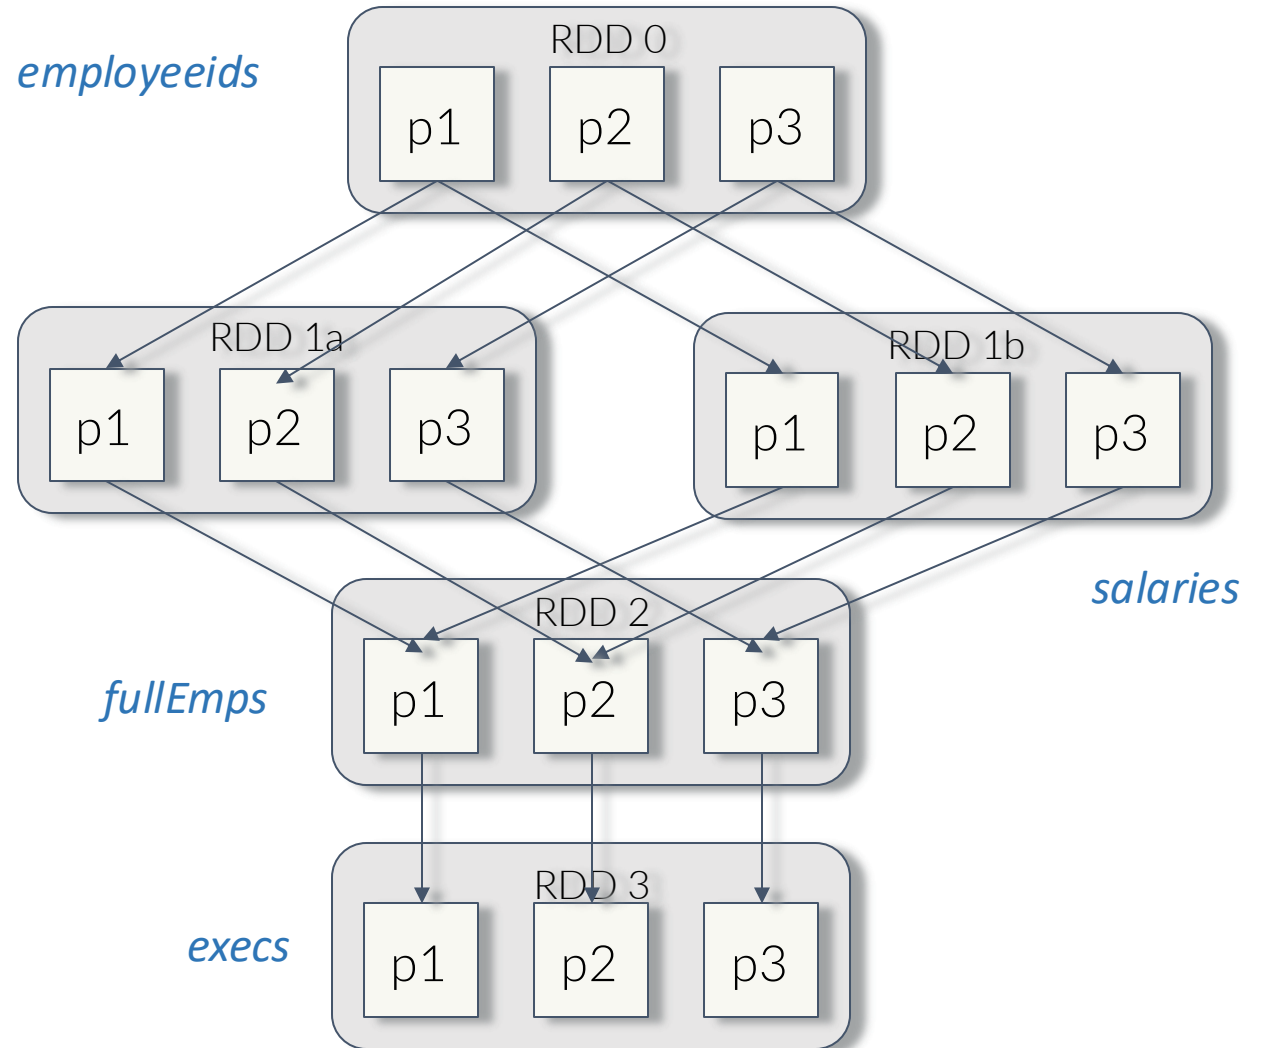 RDD 0
employeeids
p1 p2 p3
RDD 1a
RDD 1b
p1 p2 p3
p1 p2 p3
salaries
RDD 2
fullEmps
p1 p2 p3
RDD 3
execs
p1 p2 p3